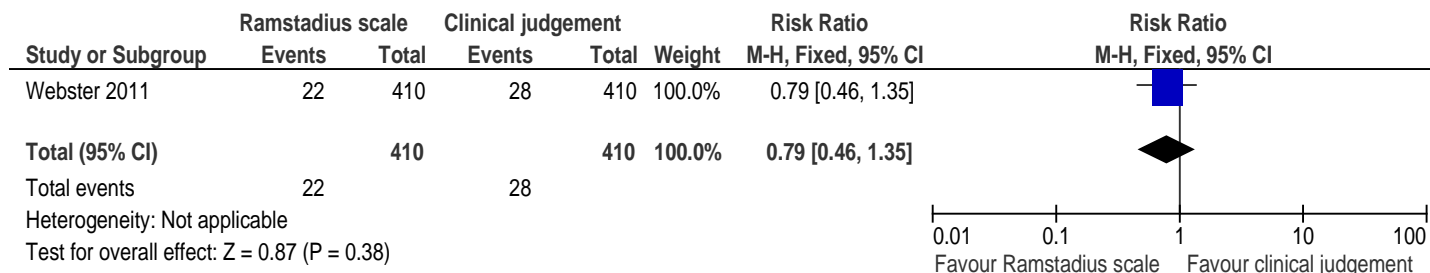 Ramstadius scale Clinical judgement Risk Ratio Risk Ratio
Study or Subgroup Events Total Events Total Weight M-H, Fixed, 95% CI M-H, Fixed, 95% CI
Webster 2011 22 410 28 410 100.0% 0.79 [0.46, 1.35]
Total (95% CI) 410 410 100.0% 0.79 [0.46, 1.35]
Total events 22 28
Heterogeneity: Not applicable
Test for overall effect: Z = 0.87 (P = 0.38)
0.01 0.1 1 10 100
Favour Ramstadius scale Favour clinical judgement